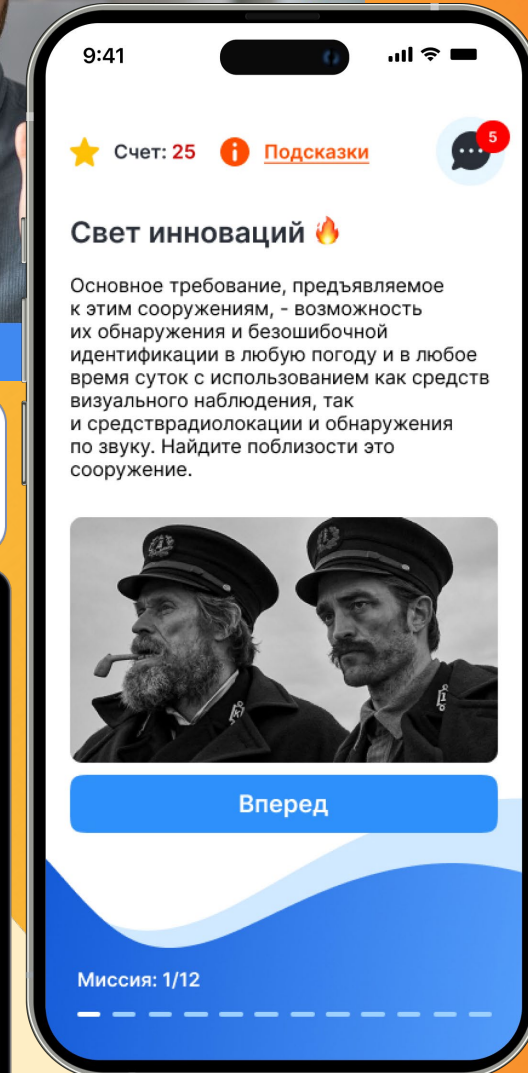 9:41
Счет: 25
Подсказки
5
Свет инноваций
Основное требование, предъявляемое
к этим сооружениям, - возможность
их обнаружения и безошибочной
идентификации в любую погоду и в любое
время суток с использованием как средств
визуального наблюдения, так
и средстврадиолокации и обнаружения
по звуку. Найдите поблизости это
сооружение.
Вперед
Миссия: 1/12